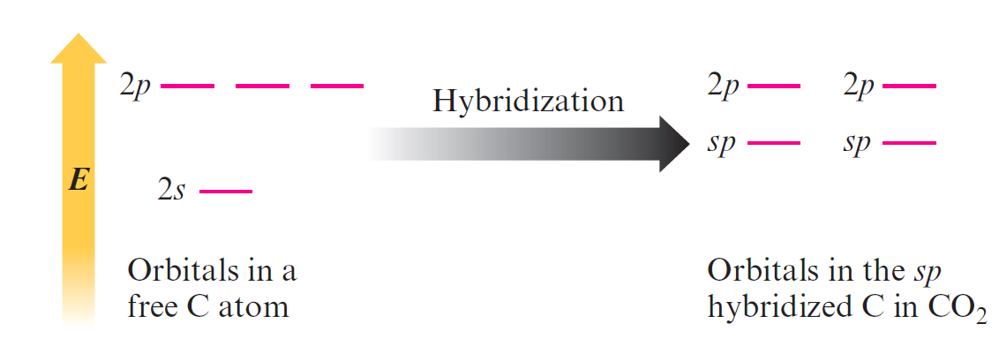 2p
Hybridization
2p 2p
sp sp
E
2s
Orbitals in a
free C atom
Orbitals in the sp
hybridized C in CO₂